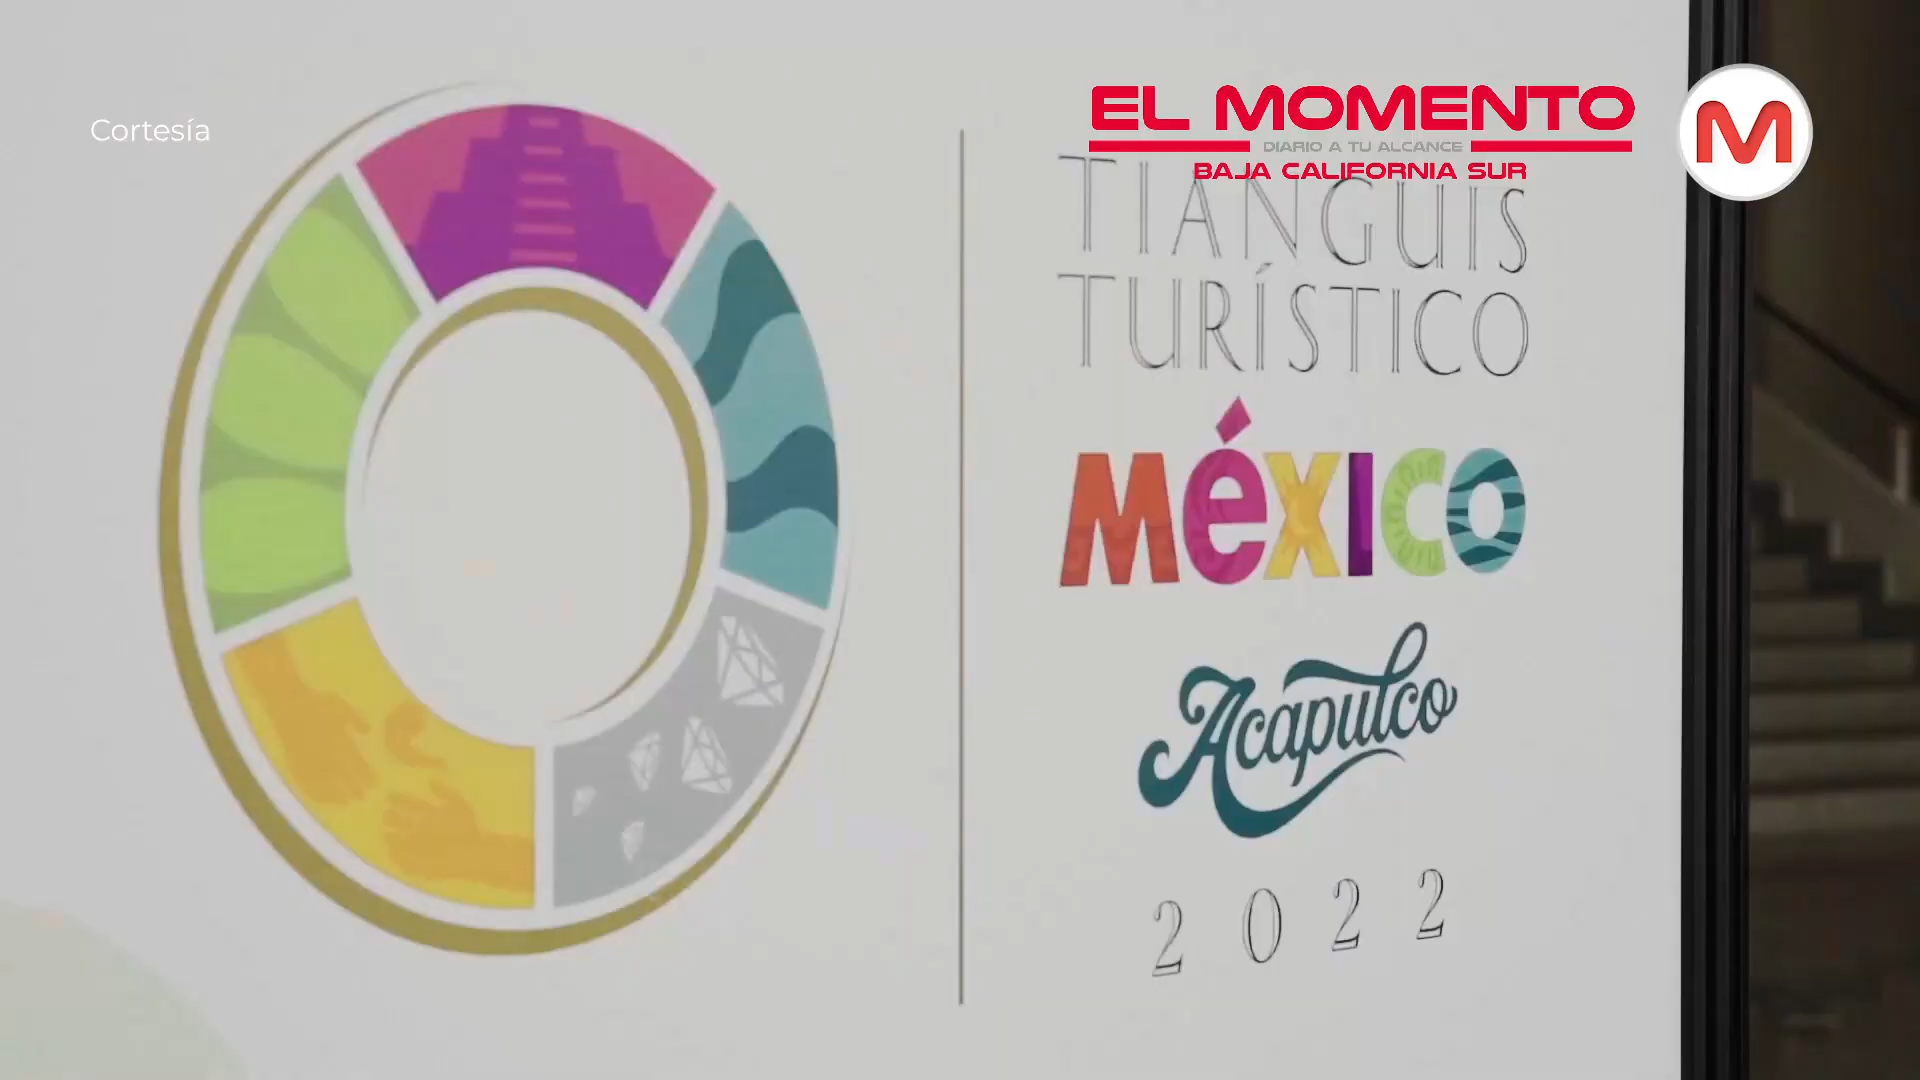 Cortesía
EL MOMENTO
DIARIO A TU ALCANCE
BAJA CALIFORNIA SUR
M
TIANGUIS
TURÍSTICO
MéxICO
Acapulco
2022